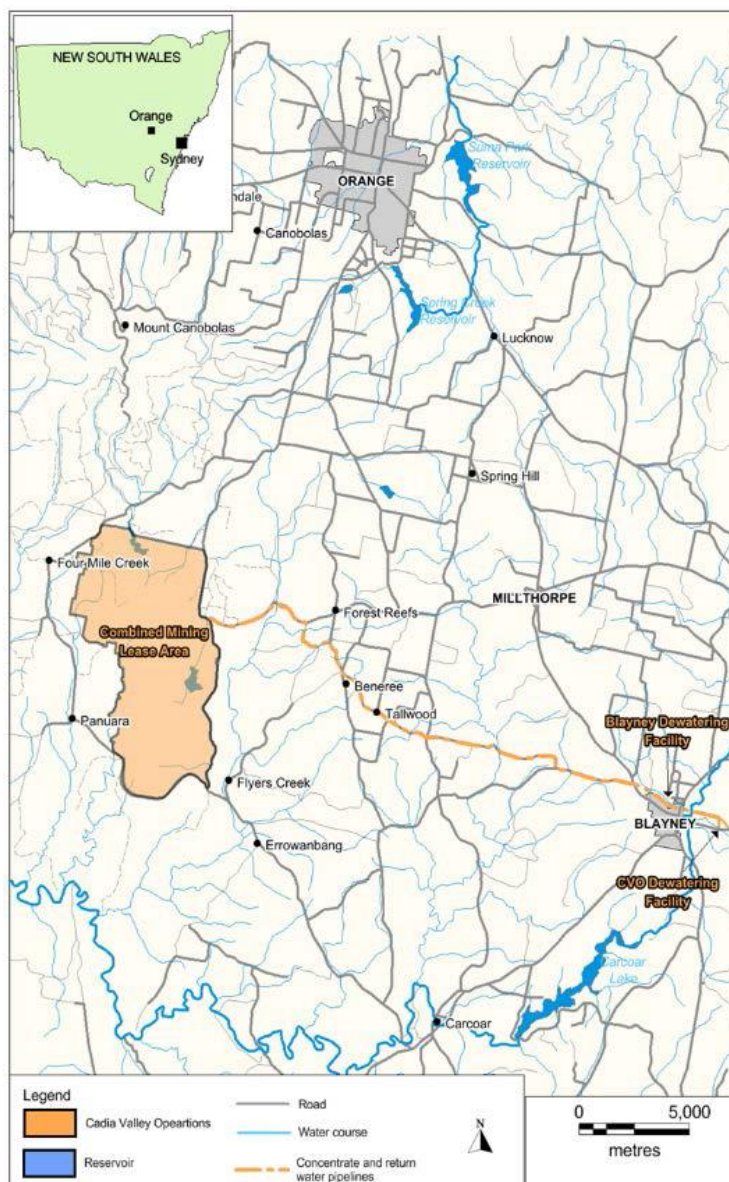 NEW SOUTH WALES
Orange
Sydney
ndale
Canobolas
ORANGE
Suma Park
Reservoir
Mount Canobolas
Spring Creek
Reservoir
Lucknow
Spring Hill
Four Mile Creek
Combined Mining
Lease Area
Forest Reefs
MILLTHORPE
Beneree
Tallwood
Panuara
Flyers Creek
Blayney Dewatering
Facility
BLAYNEY
Errowanbang
CVO Dewatering
Facility
Carcoar
Lake
Carcoar
Legend
Cadia Valley Opeartions
Reservoir
Road
Water course
Concentrate and return
water pipelines
N
0 5,000
metres